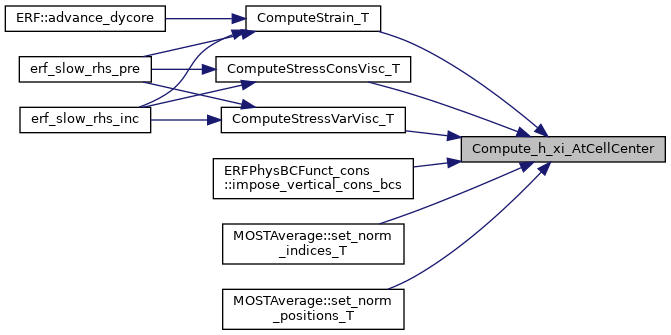 ERF::advance_dycore
ComputeStrain_T
erf_slow_rhs_pre
ComputeStressConsVisc_T
erf_slow_rhs_inc
ComputeStressVarVisc_T
Compute_h_xi_AtCellCenter
ERFPhysBCFunct_cons
::impose_vertical_cons_bcs
MOSTAverage::set_norm
_indices_T
MOSTAverage::set_norm
_positions_T